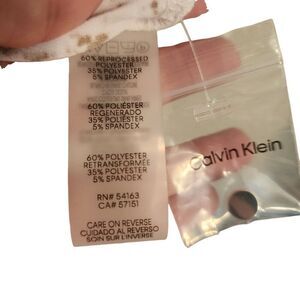 60% REPROCESSED
POLYESTER
35% POLYESTER
5% SPANDEX
60% POLIÉSTER
REGENERADO
35% POLIÉSTER
5% SPANDEX
60% POLYESTER
RETRANSFORMÉE
35% POLYESTER
5% SPANDEX
RN# 54163
CA# 57151
CARE ON REVERSE
CUIDADO AL REVERSO
SOIN SUR L'INVERSE
Calvin Klein